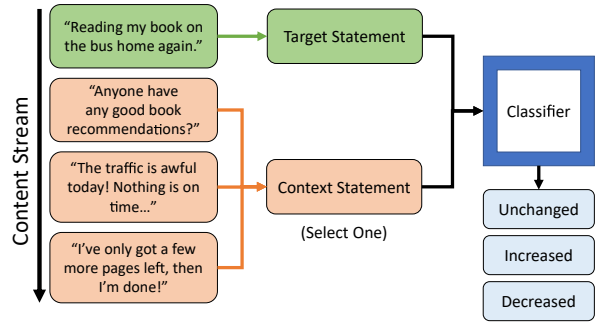 Content Stream
“Reading my book on
the bus home again.”
Target Statement
“Anyone have
any good book
recommendations?”
“The traffic is awful
today! Nothing is on
time…”
“I’ve only got a few
more pages left, then
I’m done!”
Context Statement
(Select One)
Classifier
Unchanged
Increased
Decreased